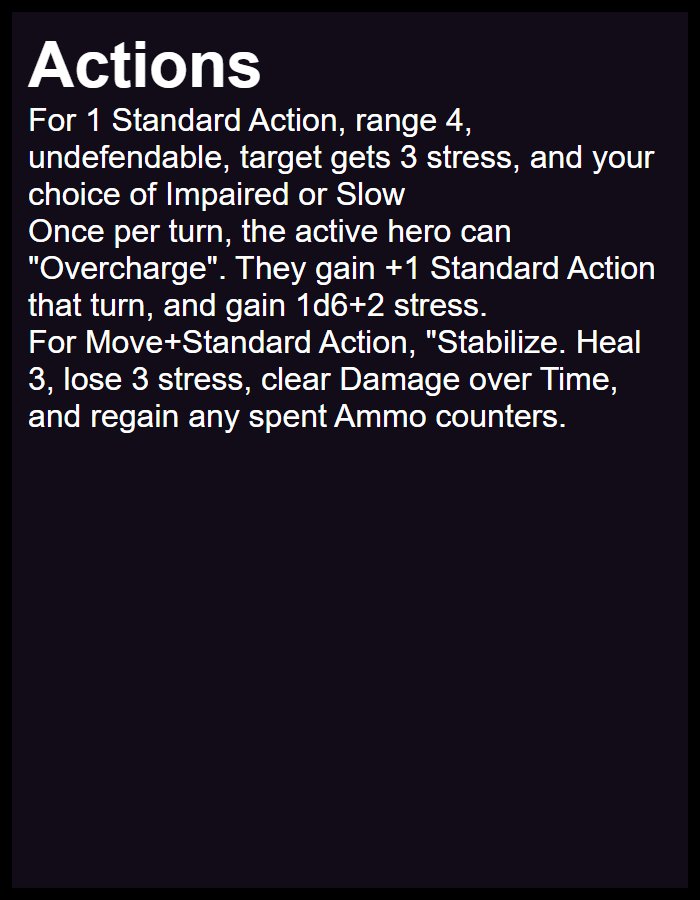 Actions
For 1 Standard Action, range 4,
undefendable, target gets 3 stress, and your
choice of Impaired or Slow
Once per turn, the active hero can
"Overcharge". They gain +1 Standard Action
that turn, and gain 1d6+2 stress.
For Move+Standard Action, "Stabilize. Heal
3, lose 3 stress, clear Damage over Time,
and regain any spent Ammo counters.